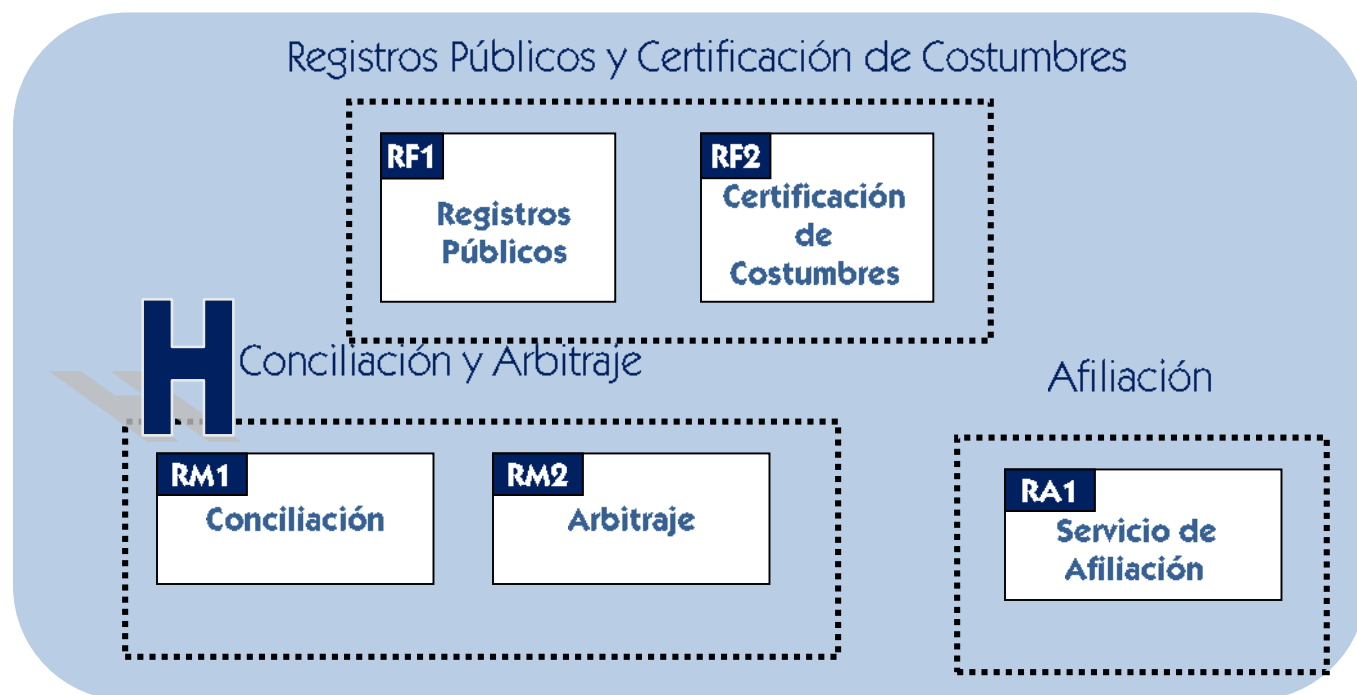 Registros Públicos y Certificación de Costumbres
RF1
Registros
Públicos
RF2
Certificación
de
Costumbres
H
Conciliación y Arbitraje
RM1
Conciliación
RM2
Arbitraje
Afiliación
RA1
Servicio de
Afiliación